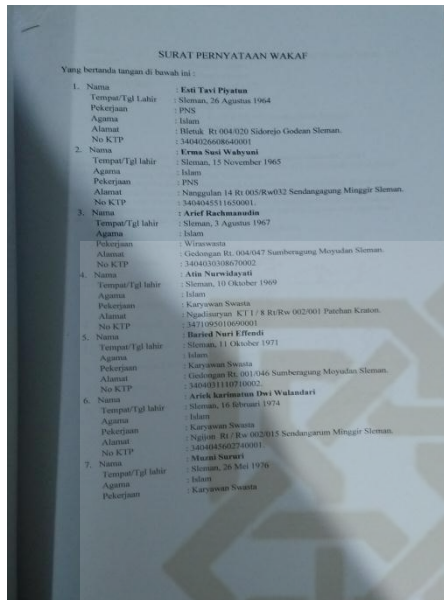 SURAT PERNYATAAN WAKAF
Yang bertanda tangan di bawah ini :
1. Nama : Esti Tavi Piyatun
Tempat/Tgl Lahir : Sleman, 26 Agustus 1964
Pekerjaan : PNS
Agama : Islam
Alamat : Bletuk Rt 004/020 Sidorejo Godean Sleman.
No KTP : 3404026608640001
2. Nama : Erma Susi Wahyuni
Tempat/Tgl lahir : Sleman, 15 November 1965
Agama : Islam
Pekerjaan : PNS
Alamat : Nanggulan 14 Rt 005/Rw032 Sendangagung Minggir Sleman.
No KTP : 3404045511650001.
3. Nama : Arief Rachmanudin
Tempat/Tgl lahir : Sleman, 3 Agustus 1967
Agama : Islam
Pekerjaan : Wiraswasta
Alamat : Gedongan Rt. 004/047 Sumberagung Moyudan Sleman.
No KTP : 3404030308670002.
4. Nama : Atin Nurwidayati
Tempat/Tgl lahir : Sleman, 10 Oktober 1969
Agama : Islam
Pekerjaan : Karyawan Swasta
Alamat : Ngadisuryan KT 1 / 8 Rt/Rw 002/001 Patehan Kraton.
No KTP : 3471095010690001
5. Nama : Baried Nuri Effendi
Tempat/Tgl lahir : Sleman, 11 Oktober 1971
Agama : Islam
Pekerjaan : Karyawan Swasta
Alamat : Gedongan Rt. 001/046 Sumberagung Moyudan Sleman.
No KTP : 3404031110710002.
6. Nama : Ariek karimatun Dwi Wulandari
Tempat/Tgl lahir : Sleman, 16 februari 1974
Agama : Islam
Pekerjaan : Karyawan Swasta
Alamat : Ngijon Rt / Rw 002/015 Sendangarum Minggir Sleman.
No KTP : 3404045602740001.
7. Nama : Musni Sururi
Tempat/Tgl lahir : Sleman, 26 Mei 1976
Agama : Islam
Pekerjaan : Karyawan Swasta